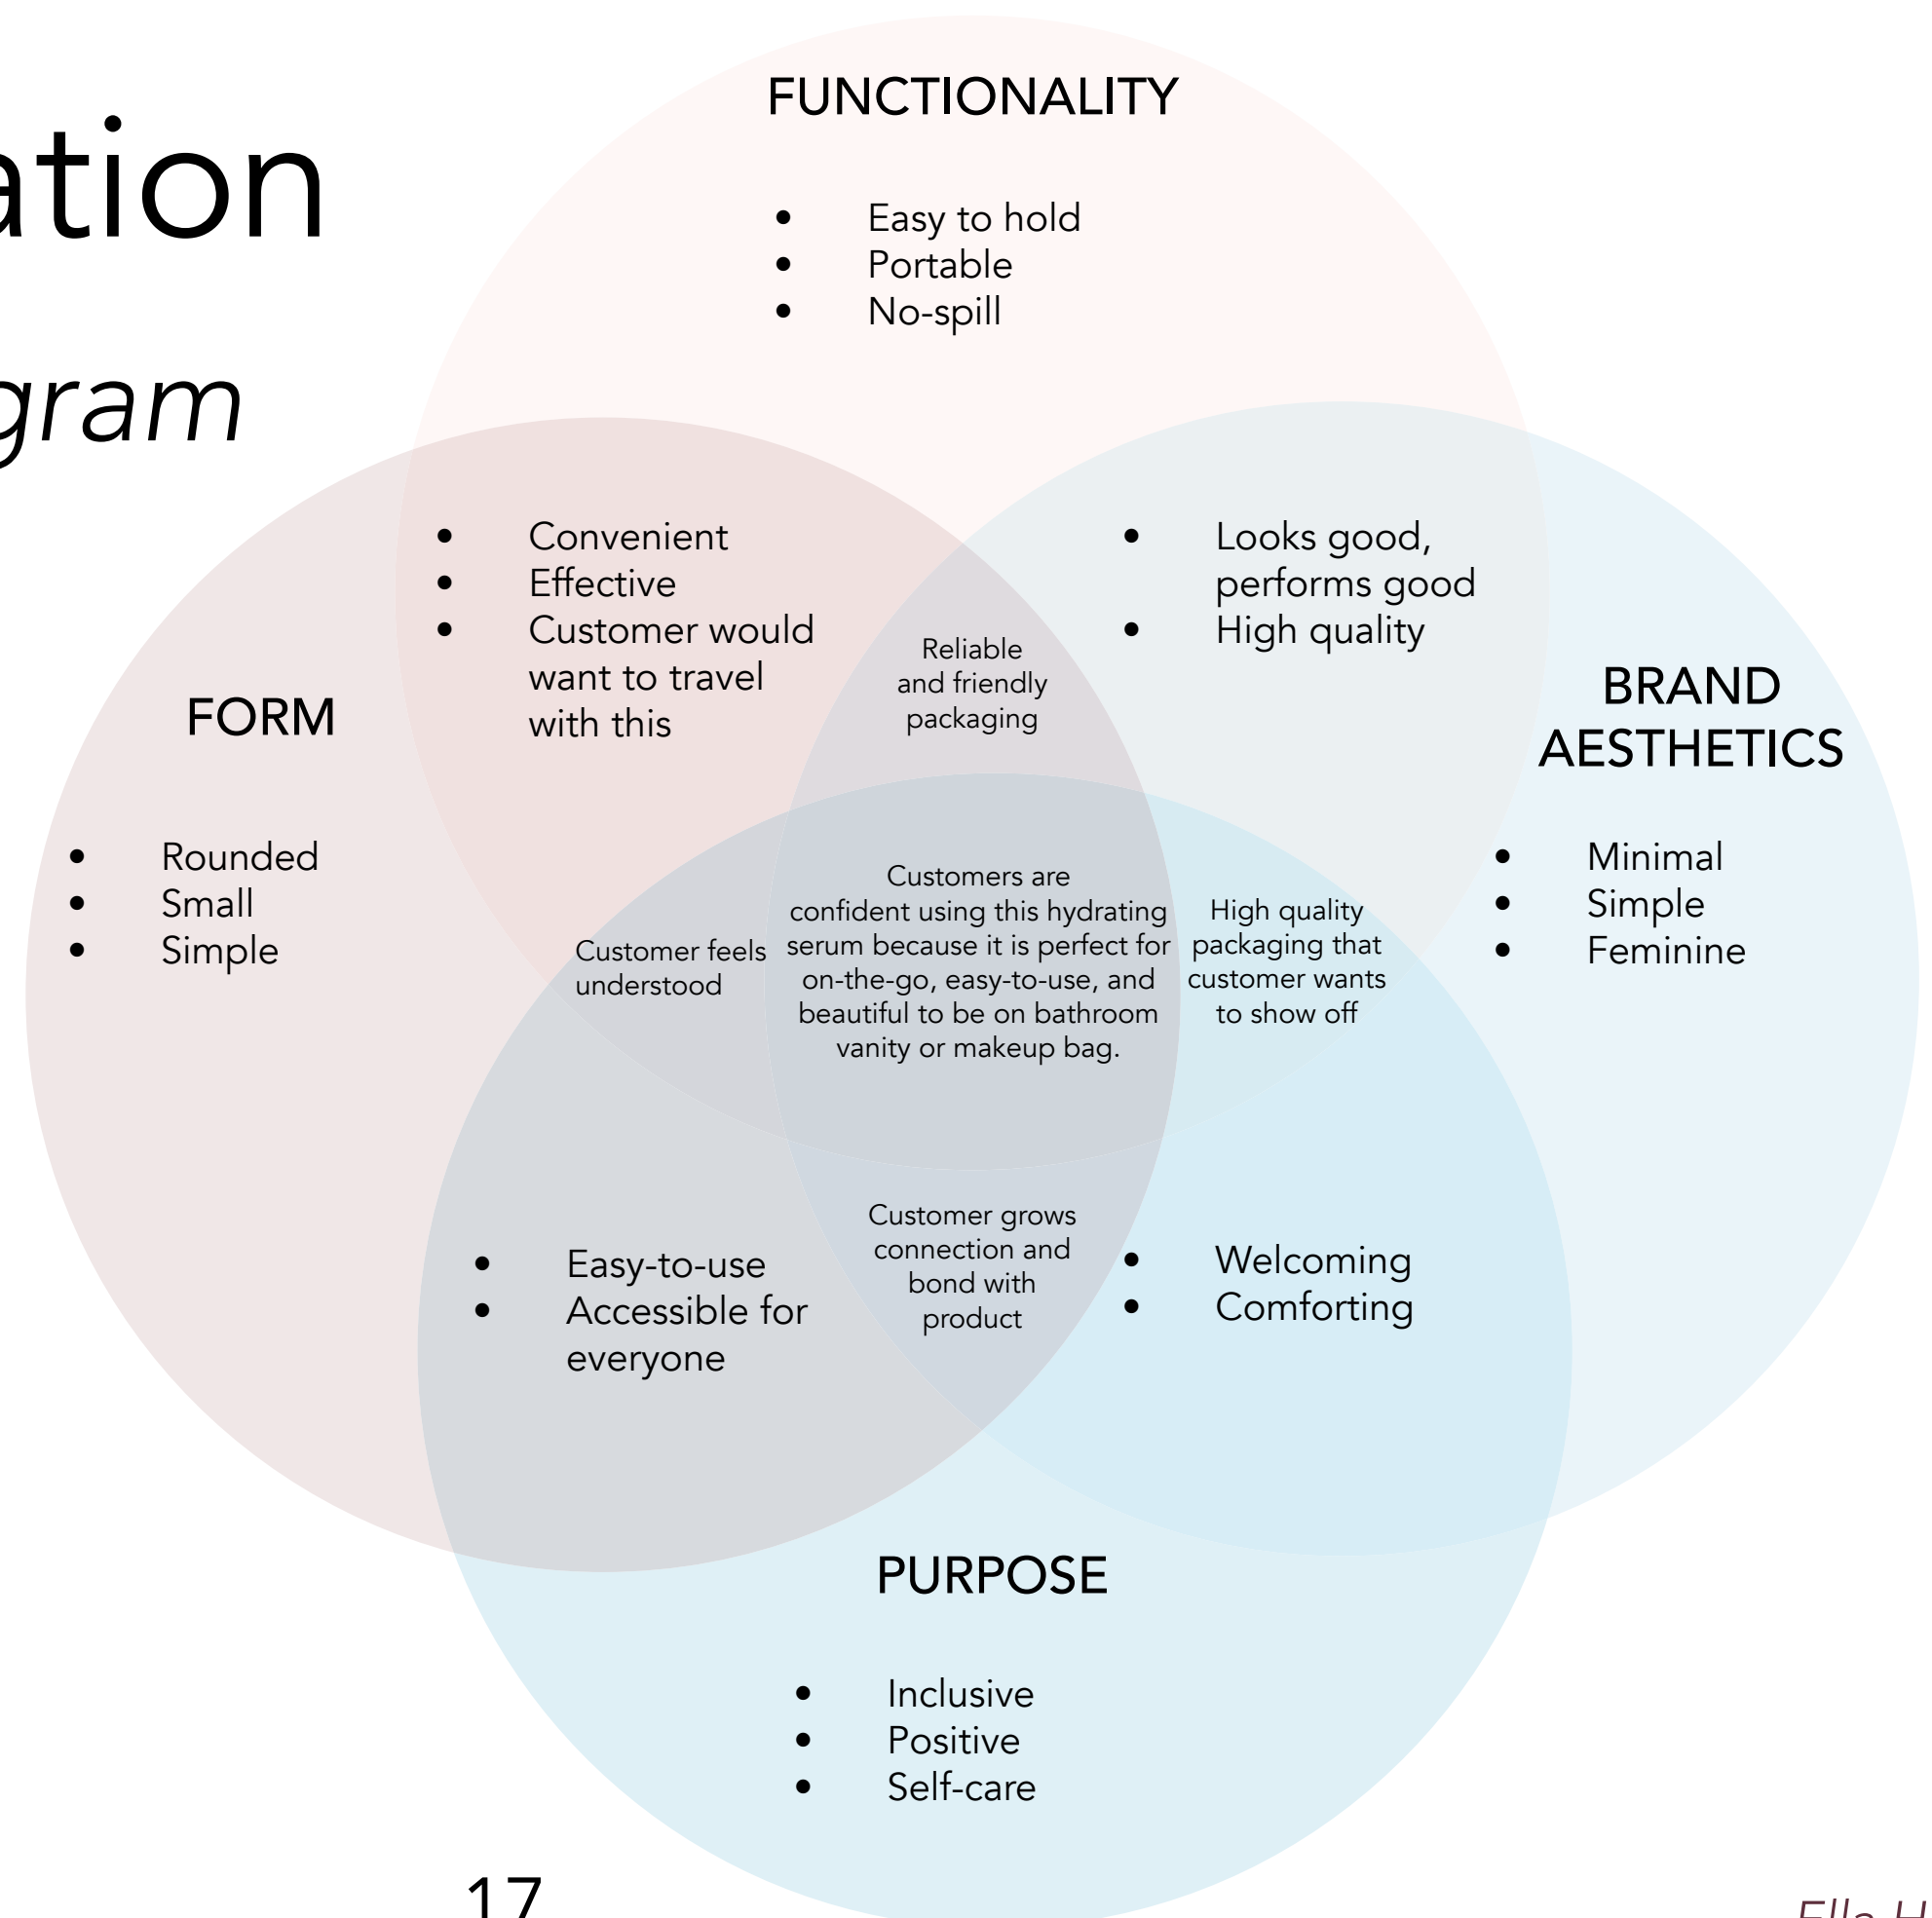 FUNCTIONALITY
• Easy to hold
• Portable
• No-spill
ation
gram
• Convenient
• Effective
• Customer would
want to travel
with this
Reliable
and friendly
packaging
• Looks good,
performs good
• High quality
FORM
• Rounded
• Small
• Simple
BRAND
AESTHETICS
• Minimal
• Simple
• Feminine
Customer feels
understood
Customers are
confident using this hydrating
serum because it is perfect for
on-the-go, easy-to-use, and
beautiful to be on bathroom
vanity or makeup bag.
High quality
packaging that
customer wants
to show off
• Easy-to-use
• Accessible for
everyone
Customer grows
connection and
bond with
product
• Welcoming
• Comforting
PURPOSE
• Inclusive
• Positive
• Self-care
17
Ella H